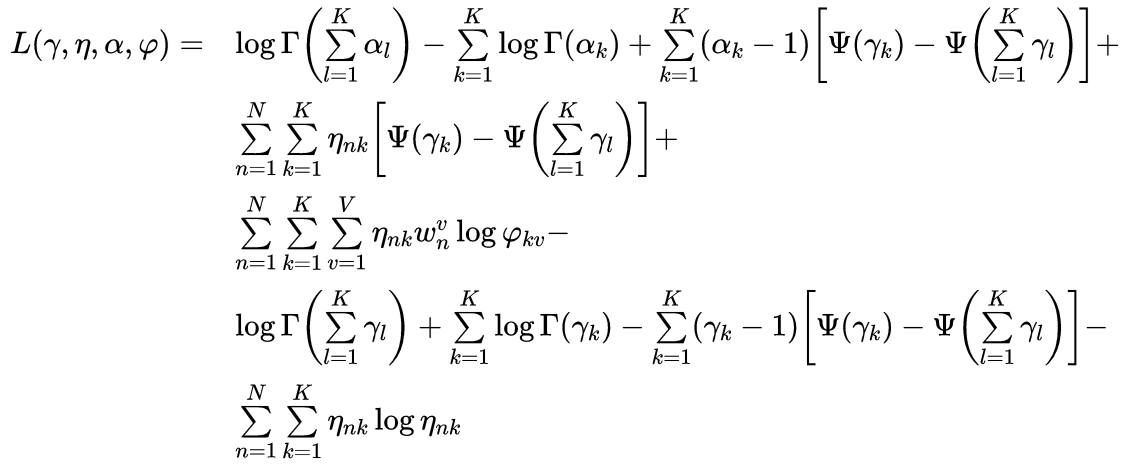 L(γ, η, α, φ) = log Γ(∑_{l=1}^{K} α_l) − ∑_{k=1}^{K} log Γ(α_k) + ∑_{k=1}^{K} (α_k − 1)[Ψ(γ_k) − Ψ(∑_{l=1}^{K} γ_l)] +
∑_{n=1}^{N} ∑_{k=1}^{K} η_{nk}[Ψ(γ_k) − Ψ(∑_{l=1}^{K} γ_l)] +
∑_{n=1}^{N} ∑_{k=1}^{K} ∑_{v=1}^{V} η_{nk} w_n^v log φ_{kv} −
log Γ(∑_{l=1}^{K} γ_l) + ∑_{k=1}^{K} log Γ(γ_k) − ∑_{k=1}^{K} (γ_k − 1)[Ψ(γ_k) − Ψ(∑_{l=1}^{K} γ_l)] −
∑_{n=1}^{N} ∑_{k=1}^{K} η_{nk} log η_{nk}